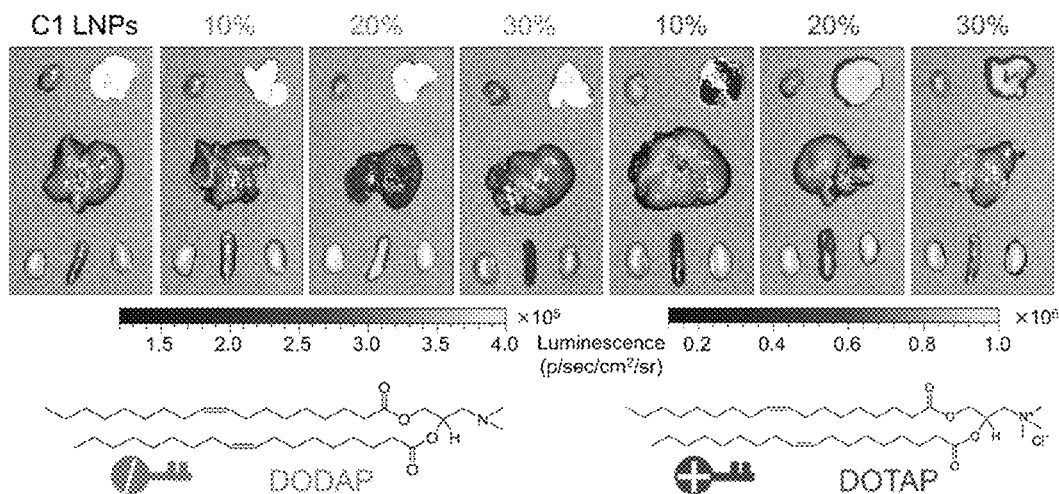 C1 LNPs 10% 20% 30% 10% 20% 30%
×10⁵ ×10⁶
1.5 2.0 2.5 3.0 3.5 4.0 Luminescence 0.2 0.4 0.6 0.8 1.0
(p/sec/cm²/sr)
O O N
O H
O
O O N⁺
O H Cl⁻
O
DODAP DOTAP